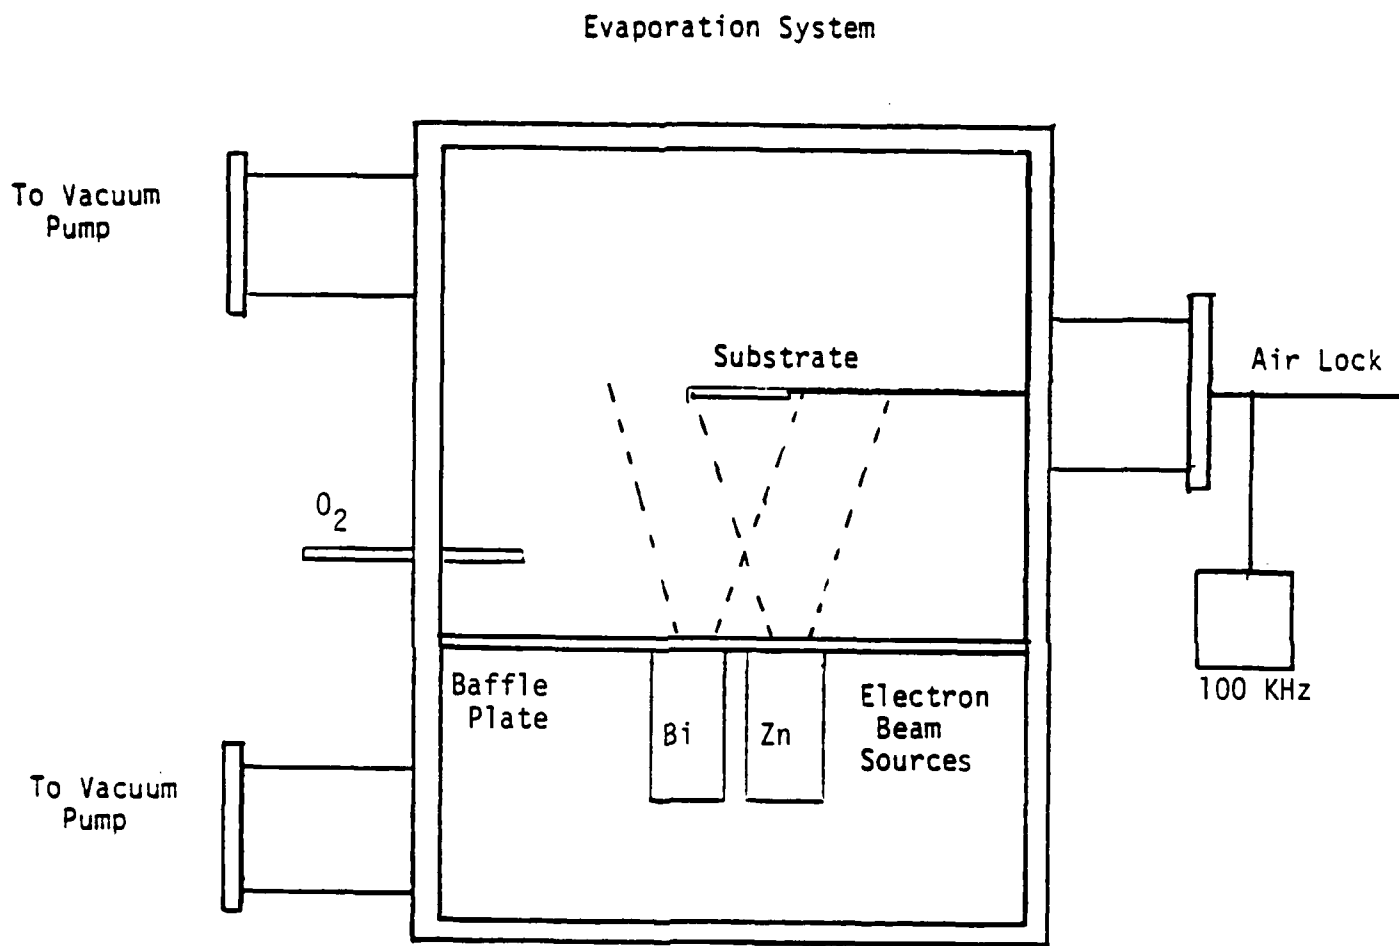 Evaporation System
To Vacuum
Pump
Substrate
Air Lock
O2
Baffle
Plate
Bi
Zn
Electron
Beam
Sources
100 KHz
To Vacuum
Pump